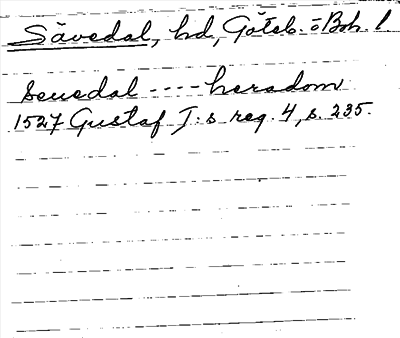 Sävedal, hd, Göteb. o Boh. l.
Seuedal ---- heradom
1527 Gustaf I:s reg. 4, s. 235.